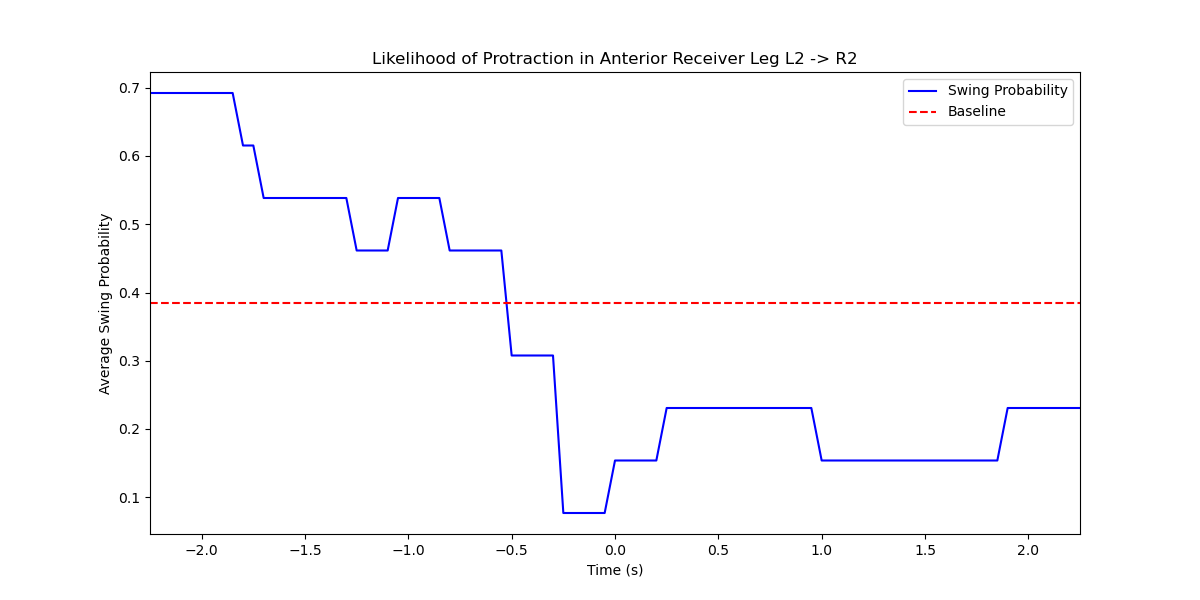 Likelihood of Protraction in Anterior Receiver Leg L2 -> R2
Swing Probability
Baseline
Average Swing Probability
0.7
0.6
0.5
0.4
0.3
0.2
0.1
−2.0 −1.5 −1.0 −0.5 0.0 0.5 1.0 1.5 2.0
Time (s)